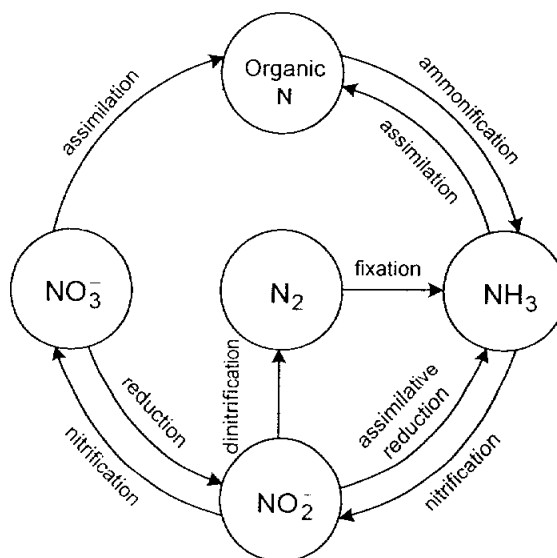 Organic
N
assimilation
ammonification
assimilation
NO₃⁻
N₂
fixation
NH₃
dinitrification
reduction
nitrification
assimilative
reduction
nitrification
NO₂⁻